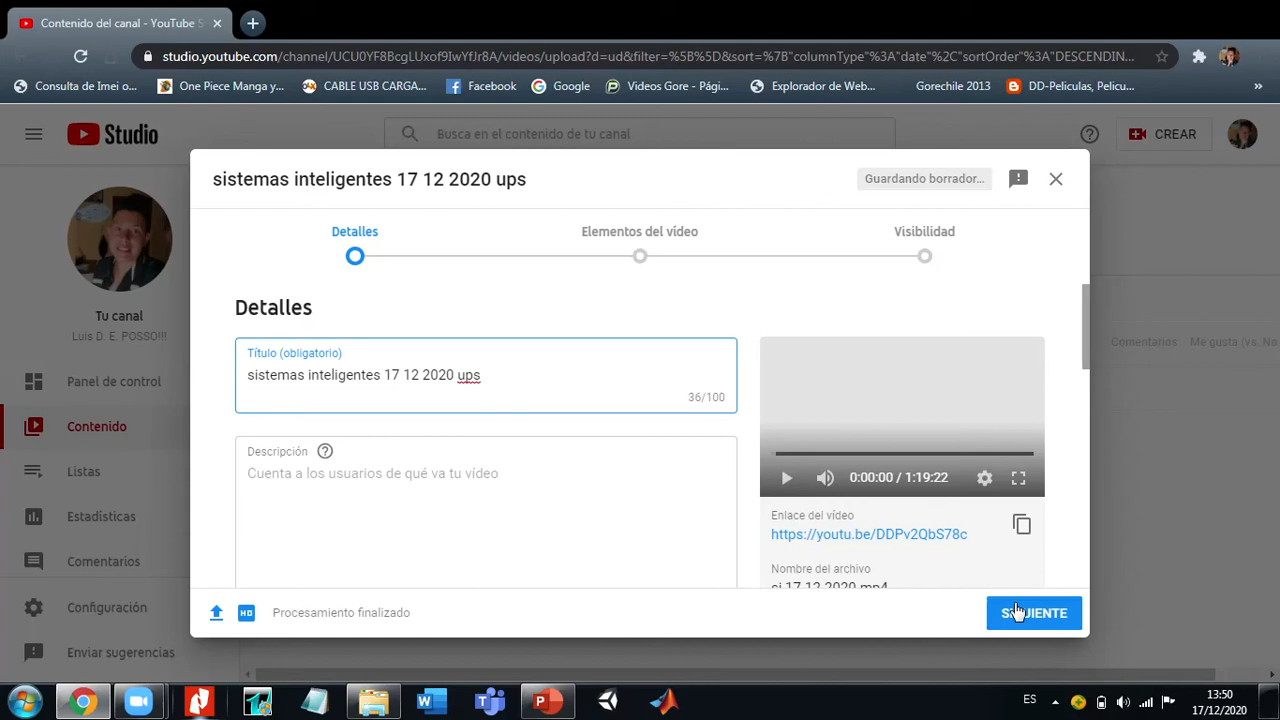 Contenido del canal - YouTube S
studio.youtube.com/channel/UCU0YF8BcgLUxof9IwYfJr8A/videos/upload?d=ud&filter=%5B%5D&sort=%7B"columnType"%3A"date"%2C"sortOrder"%3A"DESCENDIN...
Consulta de Imei o...
One Piece Manga y...
CABLE USB CARGA...
Facebook
Google
Videos Gore - Pági...
Explorador de Web...
Gorechile 2013
DD-Peliculas, Pelicu...
»
Studio
Busca en el contenido de tu canal
CREAR
sistemas inteligentes 17 12 2020 ups
Guardando borrador...
Detalles
Elementos del vídeo
Visibilidad
Tu canal
Luis D. E. POSSO!!!
Panel de control
Contenido
Listas
Estadísticas
Comentarios
Configuración
Enviar sugerencias
Comentarios
Me gusta (vs. No
Detalles
Título (obligatorio)
sistemas inteligentes 17 12 2020 ups
36/100
Descripción
Cuenta a los usuarios de qué va tu vídeo
0:00:00 / 1:19:22
Enlace del vídeo
https://youtu.be/DDPv2QbS78c
Nombre del archivo
si 17 12 2020.mp4
HD
Procesamiento finalizado
SIGUIENTE
ES
13:50
17/12/2020